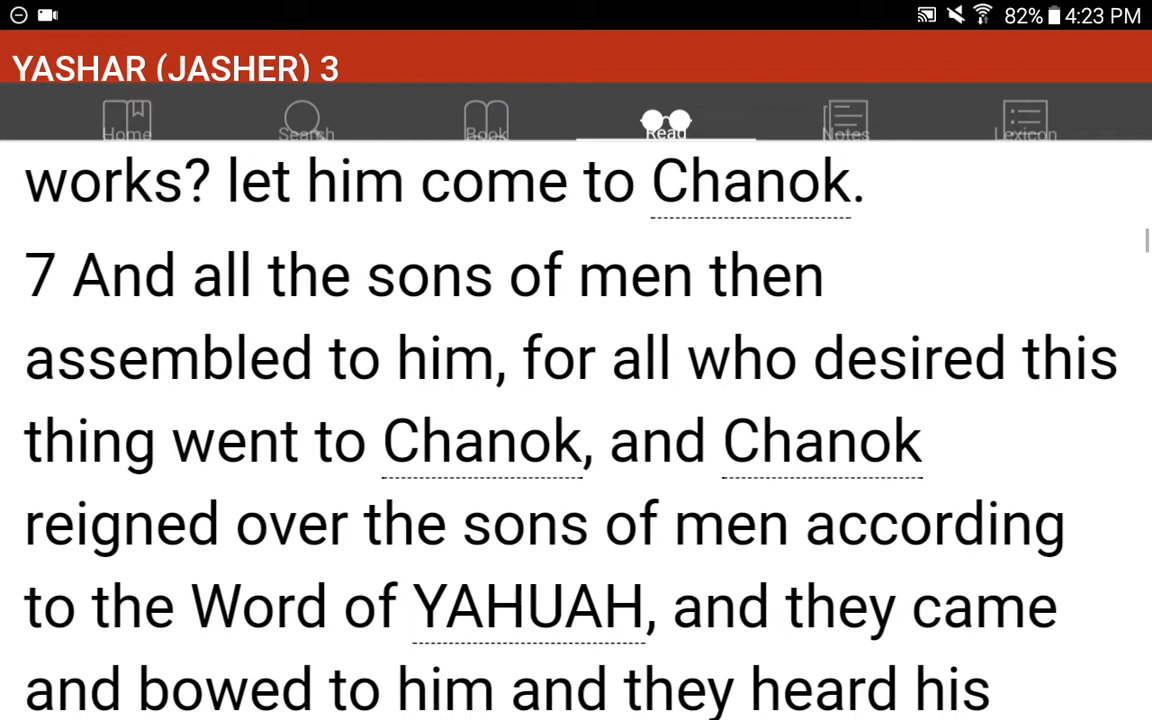 82% 4:23 PM
YASHAR (JASHER) 3
Home Search Book Read Notes Lexicon
works? let him come to Chanok.
7 And all the sons of men then
assembled to him, for all who desired this
thing went to Chanok, and Chanok
reigned over the sons of men according
to the Word of YAHUAH, and they came
and bowed to him and they heard his